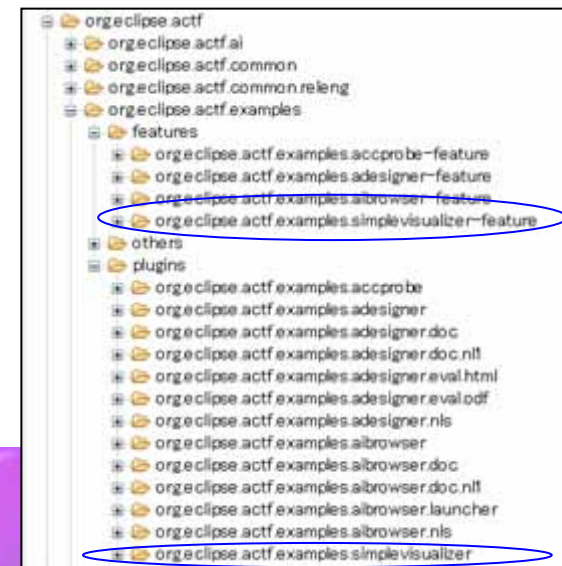 org.eclipse.actf
org.eclipse.actf.ai
org.eclipse.actf.common
org.eclipse.actf.common.releng
org.eclipse.actf.examples
features
org.eclipse.actf.examples.accprobe-feature
org.eclipse.actf.examples.adesigner-feature
org.eclipse.actf.examples.aibrowser-feature
org.eclipse.actf.examples.simplevisualizer-feature
others
plugins
org.eclipse.actf.examples.accprobe
org.eclipse.actf.examples.adesigner
org.eclipse.actf.examples.adesigner.doc
org.eclipse.actf.examples.adesigner.doc.nl1
org.eclipse.actf.examples.adesigner.eval.html
org.eclipse.actf.examples.adesigner.eval.odf
org.eclipse.actf.examples.adesigner.nls
org.eclipse.actf.examples.aibrowser
org.eclipse.actf.examples.aibrowser.doc
org.eclipse.actf.examples.aibrowser.doc.nl1
org.eclipse.actf.examples.aibrowser.launcher
org.eclipse.actf.examples.aibrowser.nls
org.eclipse.actf.examples.simplevisualizer